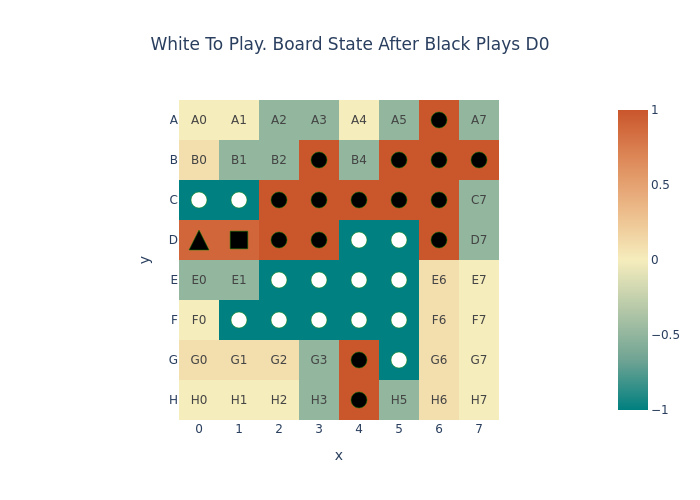 White To Play. Board State After Black Plays D0
A A0 A1 A2 A3 A4 A5 A7
B B0 B1 B2 B4
C C7
D D7
E E0 E1 E6 E7
F F0 F6 F7
G G0 G1 G2 G3 G6 G7
H H0 H1 H2 H3 H5 H6 H7
0 1 2 3 4 5 6 7
x
y
1
0.5
0
−0.5
−1